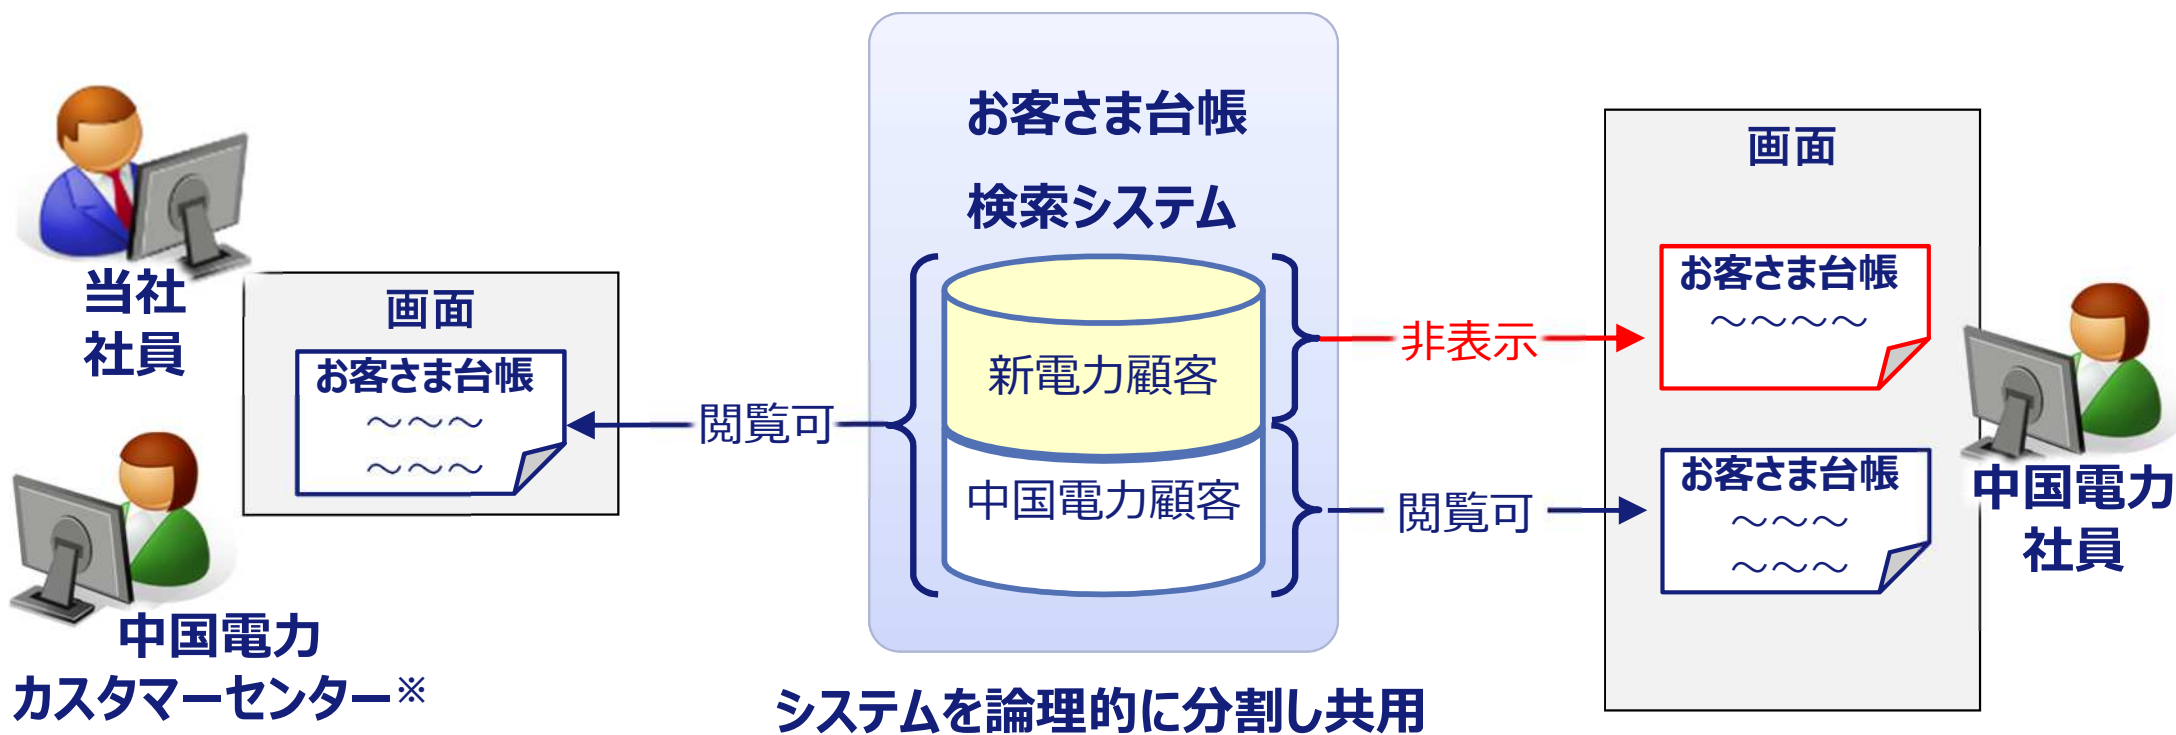 当社
社員
中国電力
カスタマーセンター※
画面
お客さま台帳
～～～
～～～
閲覧可
お客さま台帳
検索システム
新電力顧客
中国電力顧客
システムを論理的に分割し共用
非表示
閲覧可
画面
お客さま台帳
～～～～
お客さま台帳
～～～
～～～
中国電力
社員